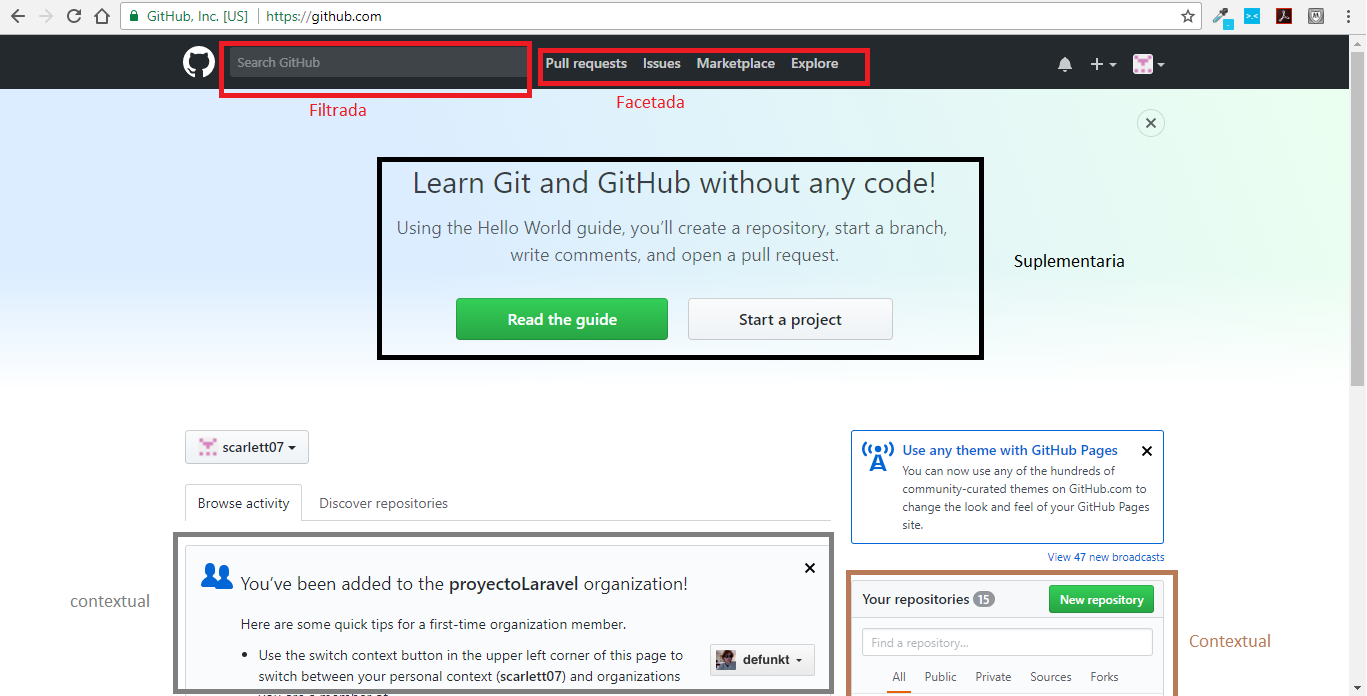 GitHub, Inc. [US] https://github.com
Search GitHub
Pull requests Issues Marketplace Explore
Filtrada
Facetada
Learn Git and GitHub without any code!
Using the Hello World guide, you’ll create a repository, start a branch,
write comments, and open a pull request.
Read the guide Start a project
Suplementaria
scarlett07
Browse activity Discover repositories
contextual
You’ve been added to the proyectoLaravel organization!
Here are some quick tips for a first-time organization member.
Use the switch context button in the upper left corner of this page to
switch between your personal context (scarlett07) and organizations
you are a member of.
defunkt
Use any theme with GitHub Pages
You can now use any of the hundreds of
community-curated themes on GitHub.com to
change the look and feel of your GitHub Pages
site.
View 47 new broadcasts
Your repositories 15 New repository
Find a repository...
All Public Private Sources Forks
Contextual